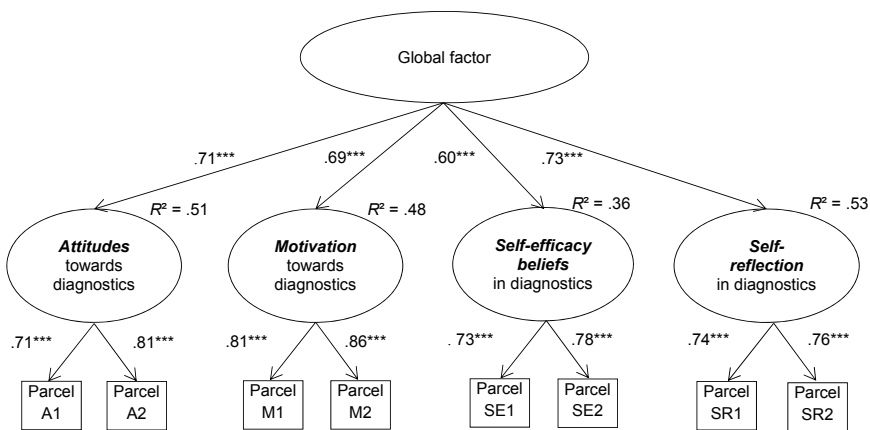 Global factor
.71***
.69***
.60***
.73***
R² = .51
R² = .48
R² = .36
R² = .53
Attitudes
towards
diagnostics
Motivation
towards
diagnostics
Self-efficacy
beliefs
in diagnostics
Self-
reflection
in diagnostics
.71***
.81***
.81***
.86***
. 73***
.78***
.74***
.76***
Parcel
A1
Parcel
A2
Parcel
M1
Parcel
M2
Parcel
SE1
Parcel
SE2
Parcel
SR1
Parcel
SR2